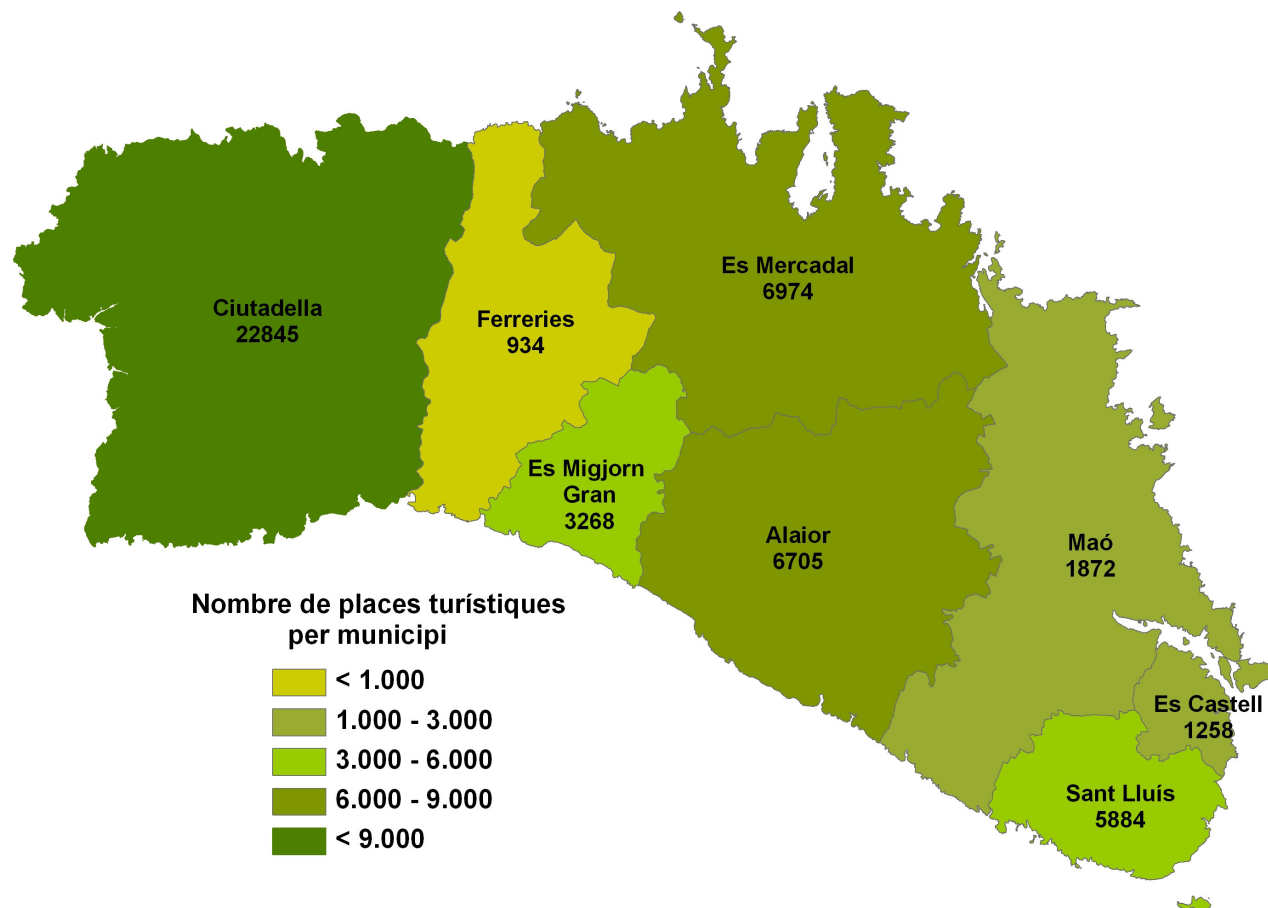 Es Mercadal
6974
Ciutadella
22845
Ferreries
934
Es Migjorn
Gran
3268
Alaior
6705
Maó
1872
Es Castell
1258
Sant Lluís
5884
Nombre de places turístiques
per municipi
< 1.000
1.000 - 3.000
3.000 - 6.000
6.000 - 9.000
< 9.000